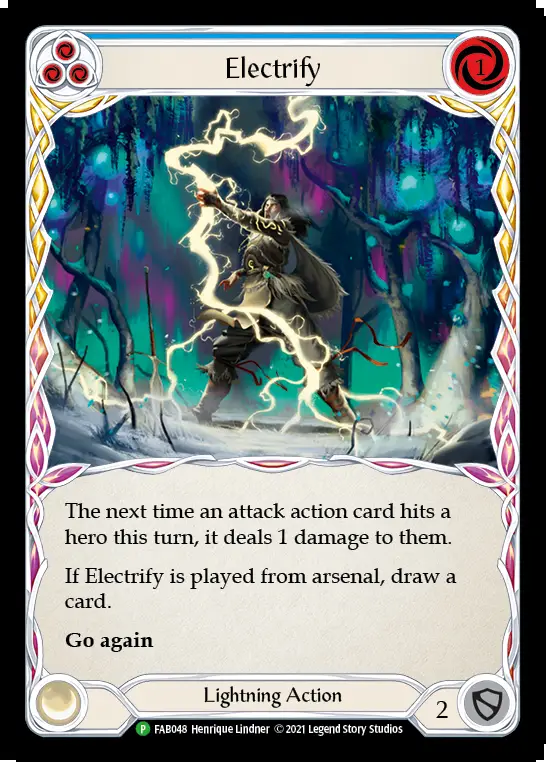 Electrify
1
The next time an attack action card hits a
hero this turn, it deals 1 damage to them.
If Electrify is played from arsenal, draw a
card.
Go again
Lightning Action
2
P FAB048 Henrique Lindner © 2021 Legend Story Studios